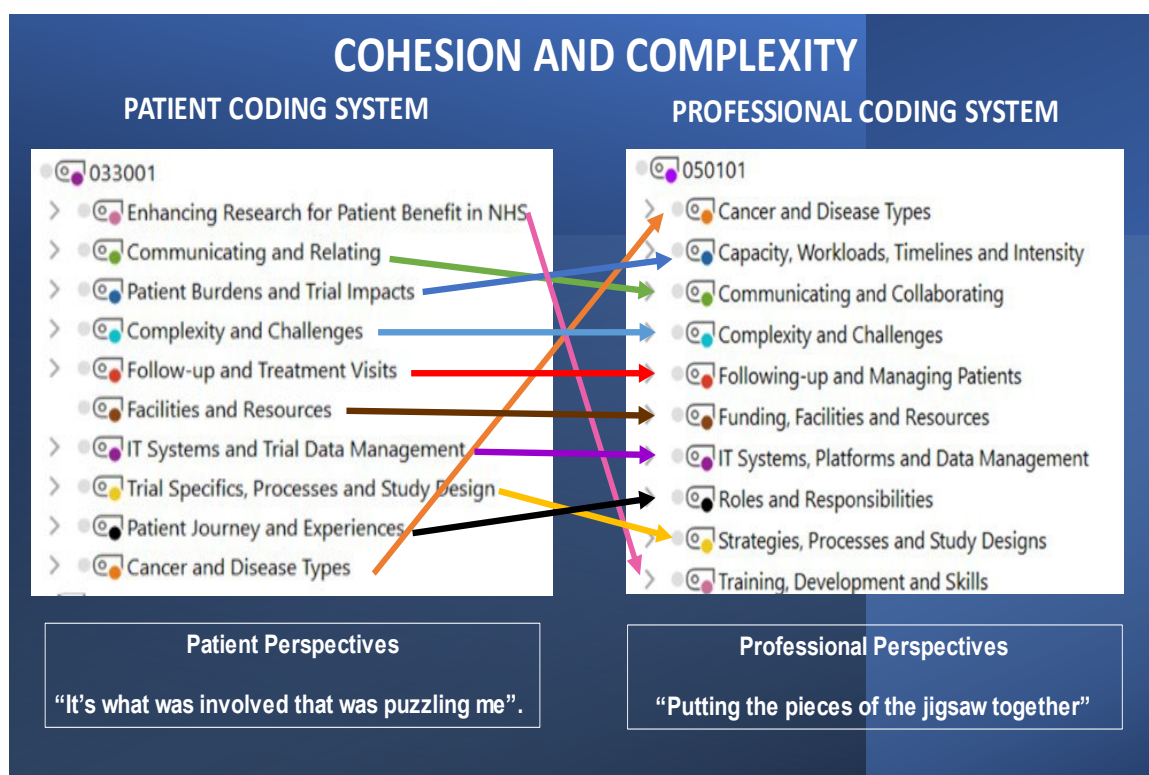 COHESION AND COMPLEXITY
PATIENT CODING SYSTEM
033001
Enhancing Research for Patient Benefit in NHS
Communicating and Relating
Patient Burdens and Trial Impacts
Complexity and Challenges
Follow-up and Treatment Visits
Facilities and Resources
IT Systems and Trial Data Management
Trial Specifics, Processes and Study Design
Patient Journey and Experiences
Cancer and Disease Types
Patient Perspectives
“It’s what was involved that was puzzling me”.
PROFESSIONAL CODING SYSTEM
050101
Cancer and Disease Types
Capacity, Workloads, Timelines and Intensity
Communicating and Collaborating
Complexity and Challenges
Following-up and Managing Patients
Funding, Facilities and Resources
IT Systems, Platforms and Data Management
Roles and Responsibilities
Strategies, Processes and Study Designs
Training, Development and Skills
Professional Perspectives
“Putting the pieces of the jigsaw together”